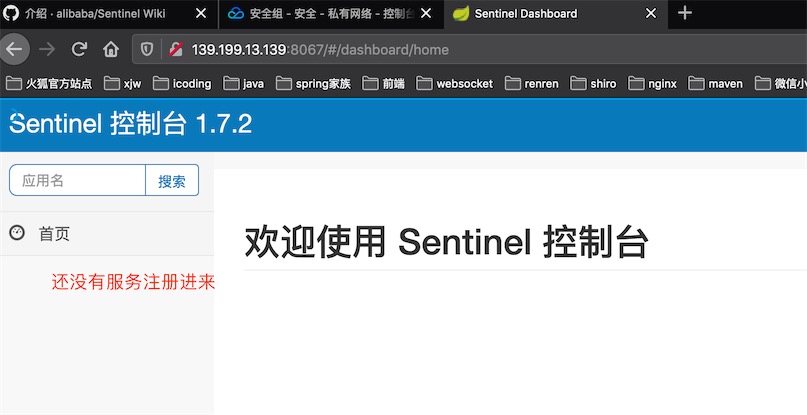 介绍 · alibaba/Sentinel Wiki
安全组 - 安全 - 私有网络 - 控制台
Sentinel Dashboard
139.199.13.139:8067/#/dashboard/home
火狐官方站点 xjw icoding java spring家族 前端 websocket renren shiro nginx maven 微信小
Sentinel 控制台 1.7.2
应用名 搜索
首页
欢迎使用 Sentinel 控制台
还没有服务注册进来